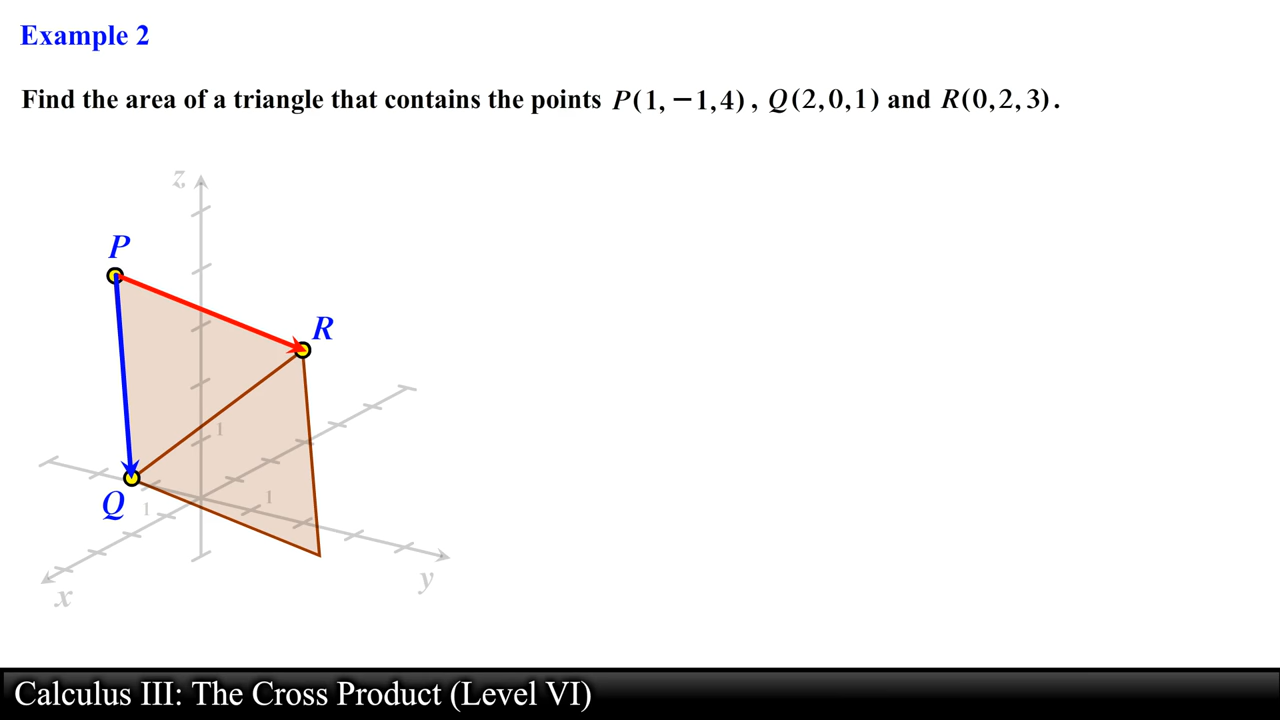 Example 2
Find the area of a triangle that contains the points P(1, −1, 4), Q(2, 0, 1) and R(0, 2, 3).
z
P
R
1
1
Q
1
y
x
Calculus III: The Cross Product (Level VI)